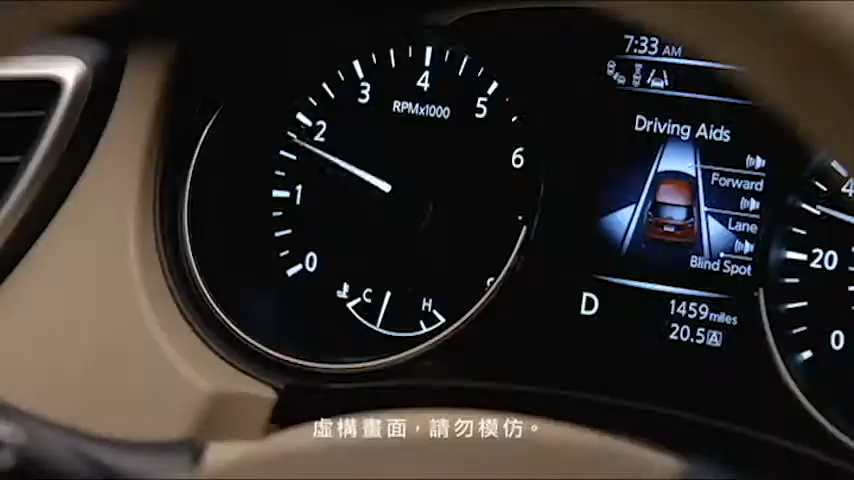 7:33 AM
Driving Aids
Forward
Lane
Blind Spot
D
1459 miles
20.5 A
RPMx1000
0
1
2
3
4
5
6
C
H
20
0
4
虛構畫面，請勿模仿。